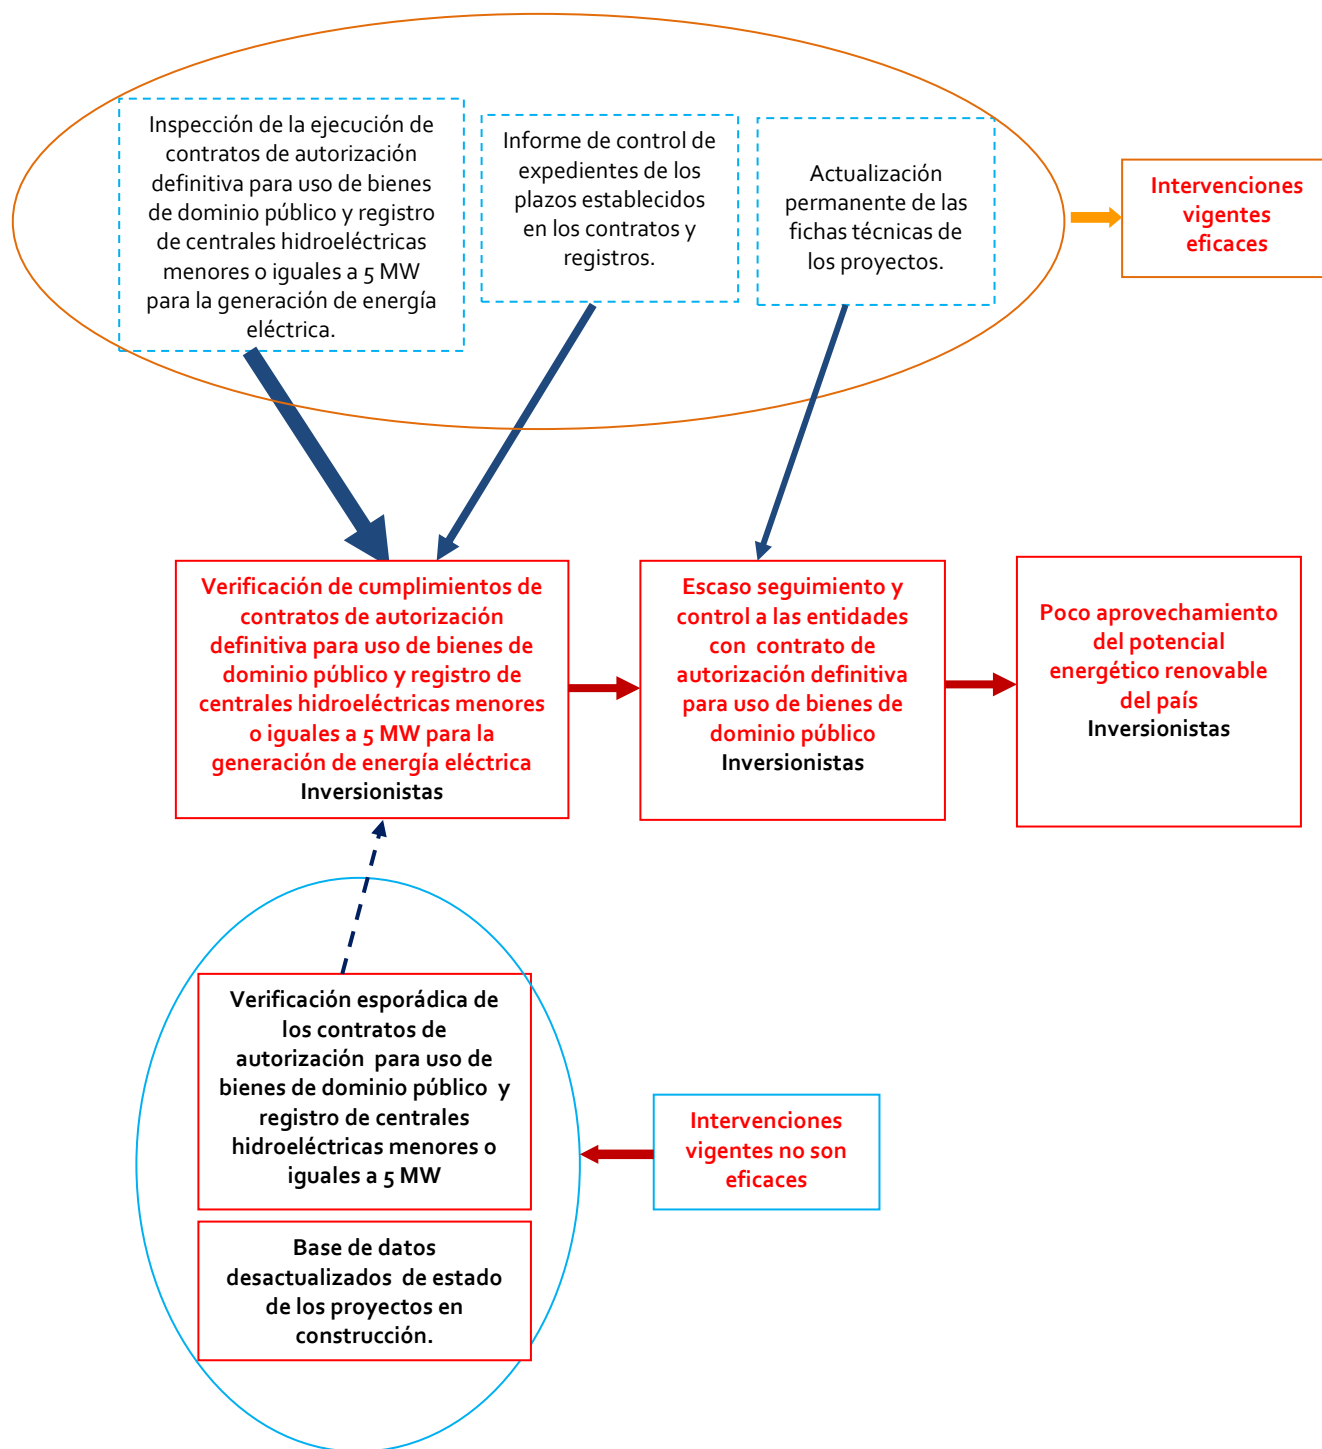 Inspección de la ejecución de
contratos de autorización
definitiva para uso de bienes
de dominio público y registro
de centrales hidroeléctricas
menores o iguales a 5 MW
para la generación de energía
eléctrica.
Informe de control de
expedientes de los
plazos establecidos
en los contratos y
registros.
Actualización
permanente de las
fichas técnicas de
los proyectos.
Intervenciones
vigentes
eficaces
Verificación de cumplimientos de
contratos de autorización
definitiva para uso de bienes de
dominio público y registro de
centrales hidroeléctricas menores
o iguales a 5 MW para la
generación de energía eléctrica
Inversionistas
Escaso seguimiento y
control a las entidades
con contrato de
autorización definitiva
para uso de bienes de
dominio público
Inversionistas
Poco aprovechamiento
del potencial
energético renovable
del país
Inversionistas
Verificación esporádica de
los contratos de
autorización para uso de
bienes de dominio público y
registro de centrales
hidroeléctricas menores o
iguales a 5 MW
Intervenciones
vigentes no son
eficaces
Base de datos
desactualizados de estado
de los proyectos en
construcción.